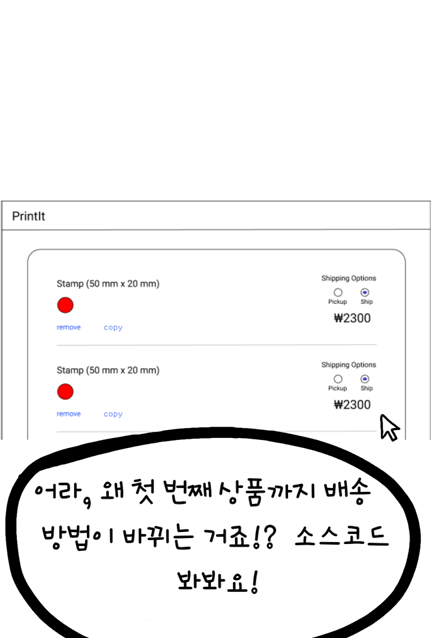 PrintIt
Stamp (50 mm x 20 mm)
Shipping Options
Pickup Ship
₩2300
remove copy
Stamp (50 mm x 20 mm)
Shipping Options
Pickup Ship
₩2300
remove copy
어라, 왜 첫 번째 상품까지 배송
방법이 바뀌는 거죠!? 소스코드
봐봐요!